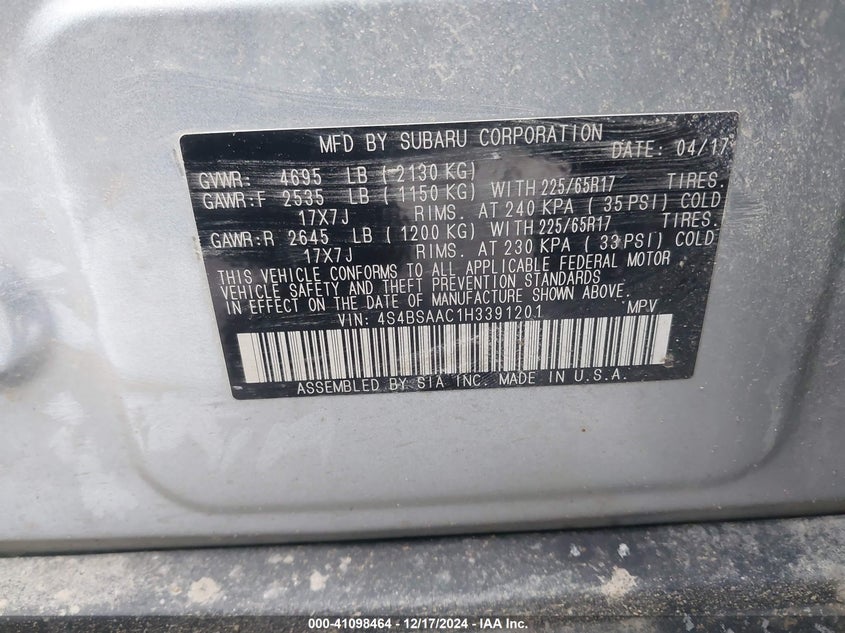 MFD BY SUBARU CORPORATION
DATE: 04/17
GVWR: 4695 LB ( 2130 KG)
GAWR:F 2535 LB ( 1150 KG) WITH 225/65R17 TIRES.
17X7J RIMS. AT 240 KPA ( 35 PSI) COLD
GAWR:R 2645 LB ( 1200 KG) WITH 225/65R17 TIRES.
17X7J RIMS. AT 230 KPA ( 33 PSI) COLD
THIS VEHICLE CONFORMS TO ALL APPLICABLE FEDERAL MOTOR
VEHICLE SAFETY AND THEFT PREVENTION STANDARDS
IN EFFECT ON THE DATE OF MANUFACTURE SHOWN ABOVE.
VIN: 4S4BSAAC1H3391201 MPV
ASSEMBLED BY SIA INC. MADE IN U.S.A.
000-41098464 - 12/17/2024 - IAA Inc.